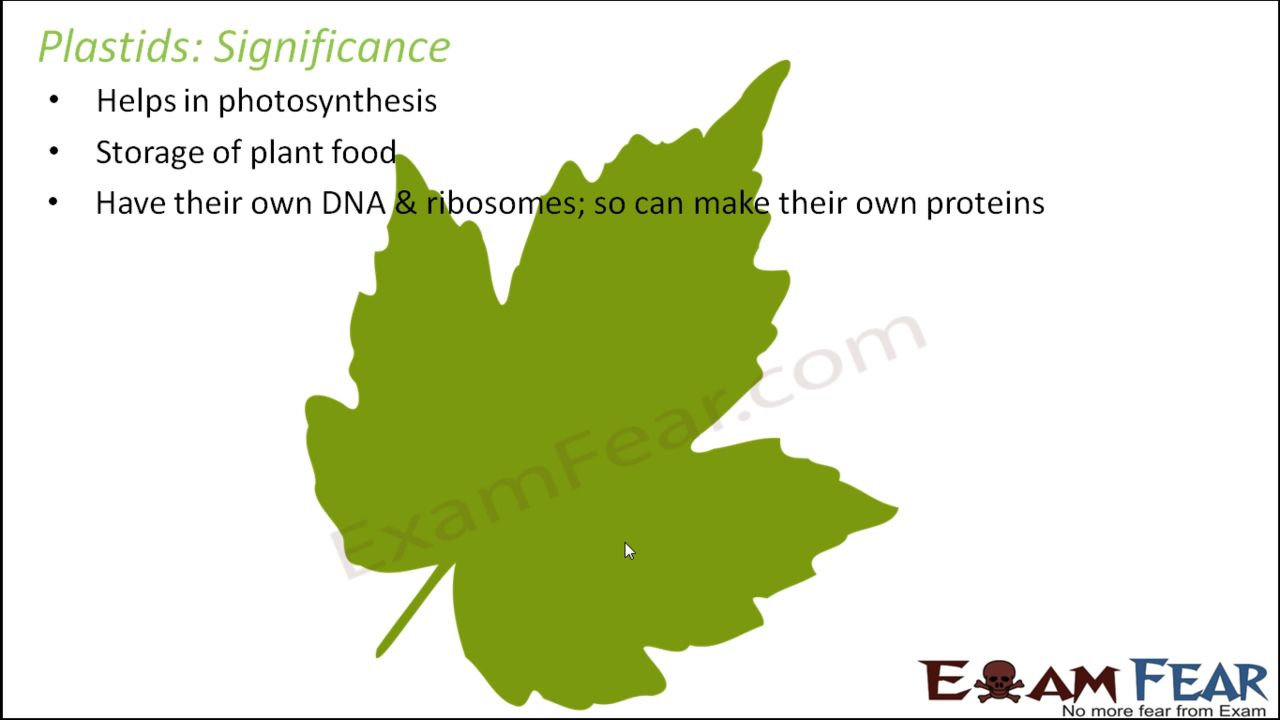 Plastids: Significance
• Helps in photosynthesis
• Storage of plant food
• Have their own DNA & ribosomes; so can make their own proteins
ExamFear.com
EXAM FEAR
No more fear from Exam